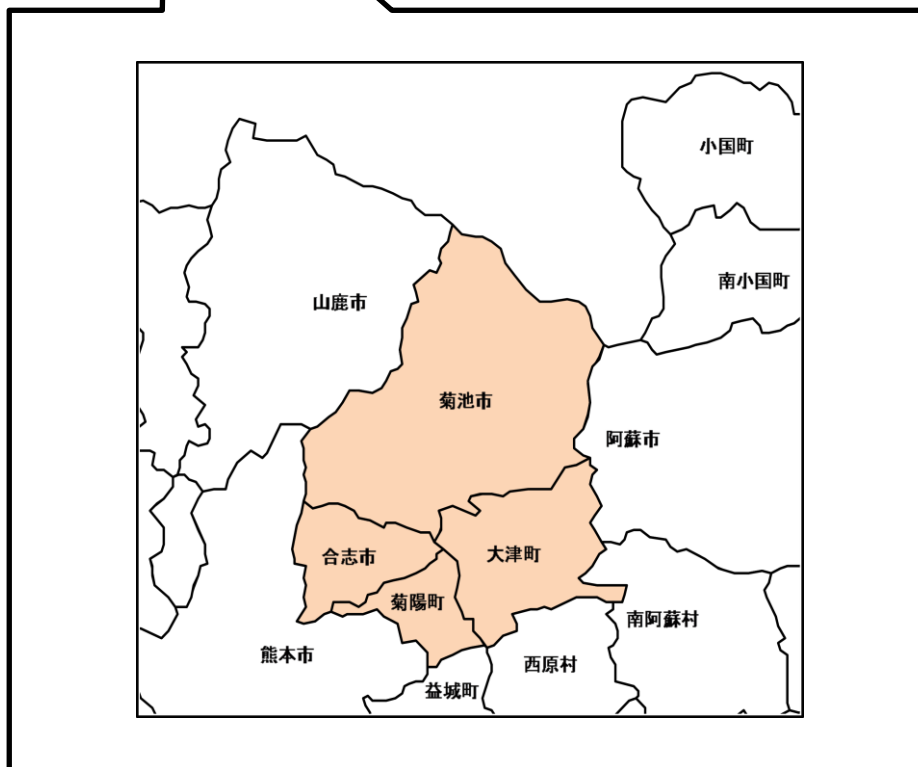 小国町
南小国町
山鹿市
菊池市
阿蘇市
合志市
大津町
菊陽町
南阿蘇村
熊本市
西原村
益城町